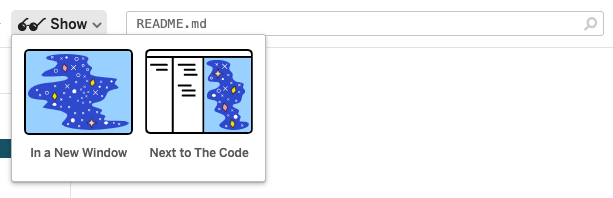 Show
README.md
In a New Window
Next to The Code